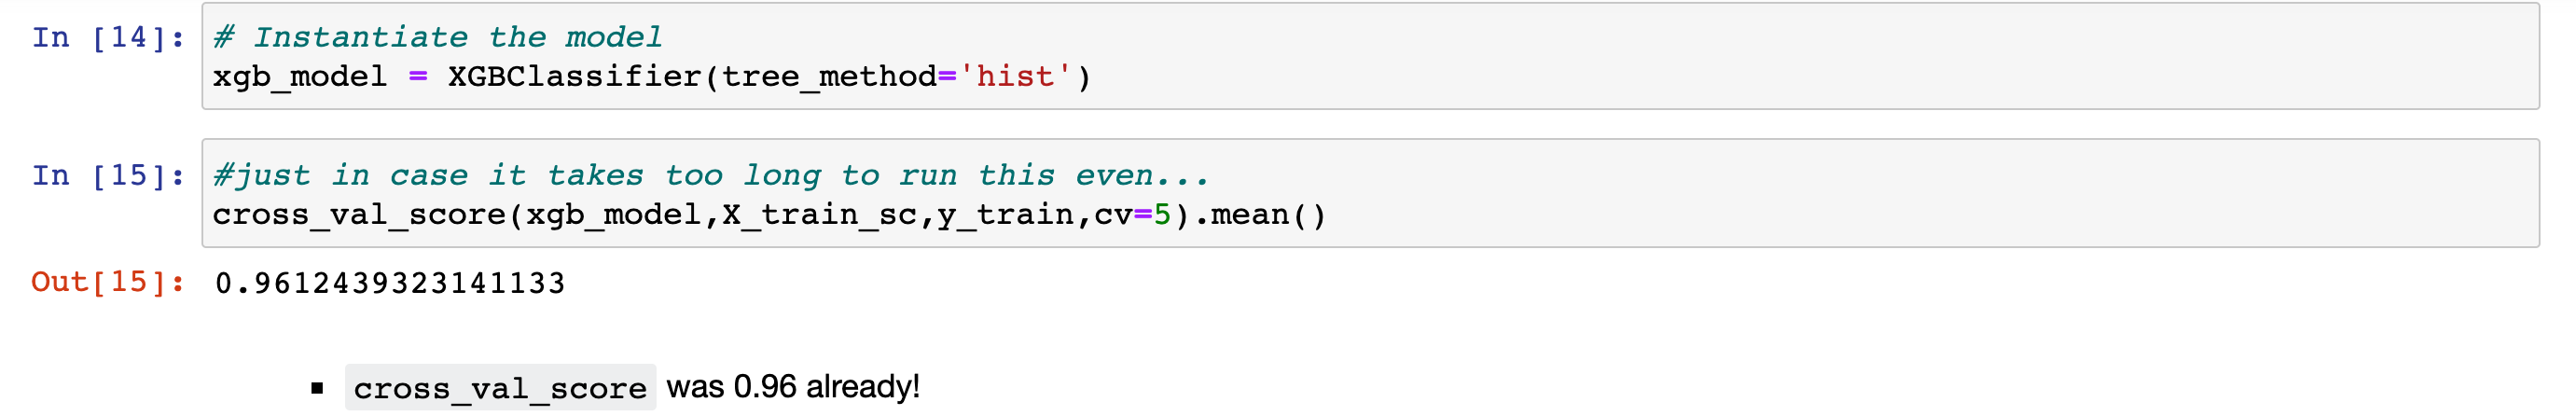 In [14]: # Instantiate the model
xgb_model = XGBClassifier(tree_method='hist')
In [15]: #just in case it takes too long to run this even...
cross_val_score(xgb_model,X_train_sc,y_train,cv=5).mean()
Out[15]: 0.9612439323141133
▪ cross_val_score was 0.96 already!